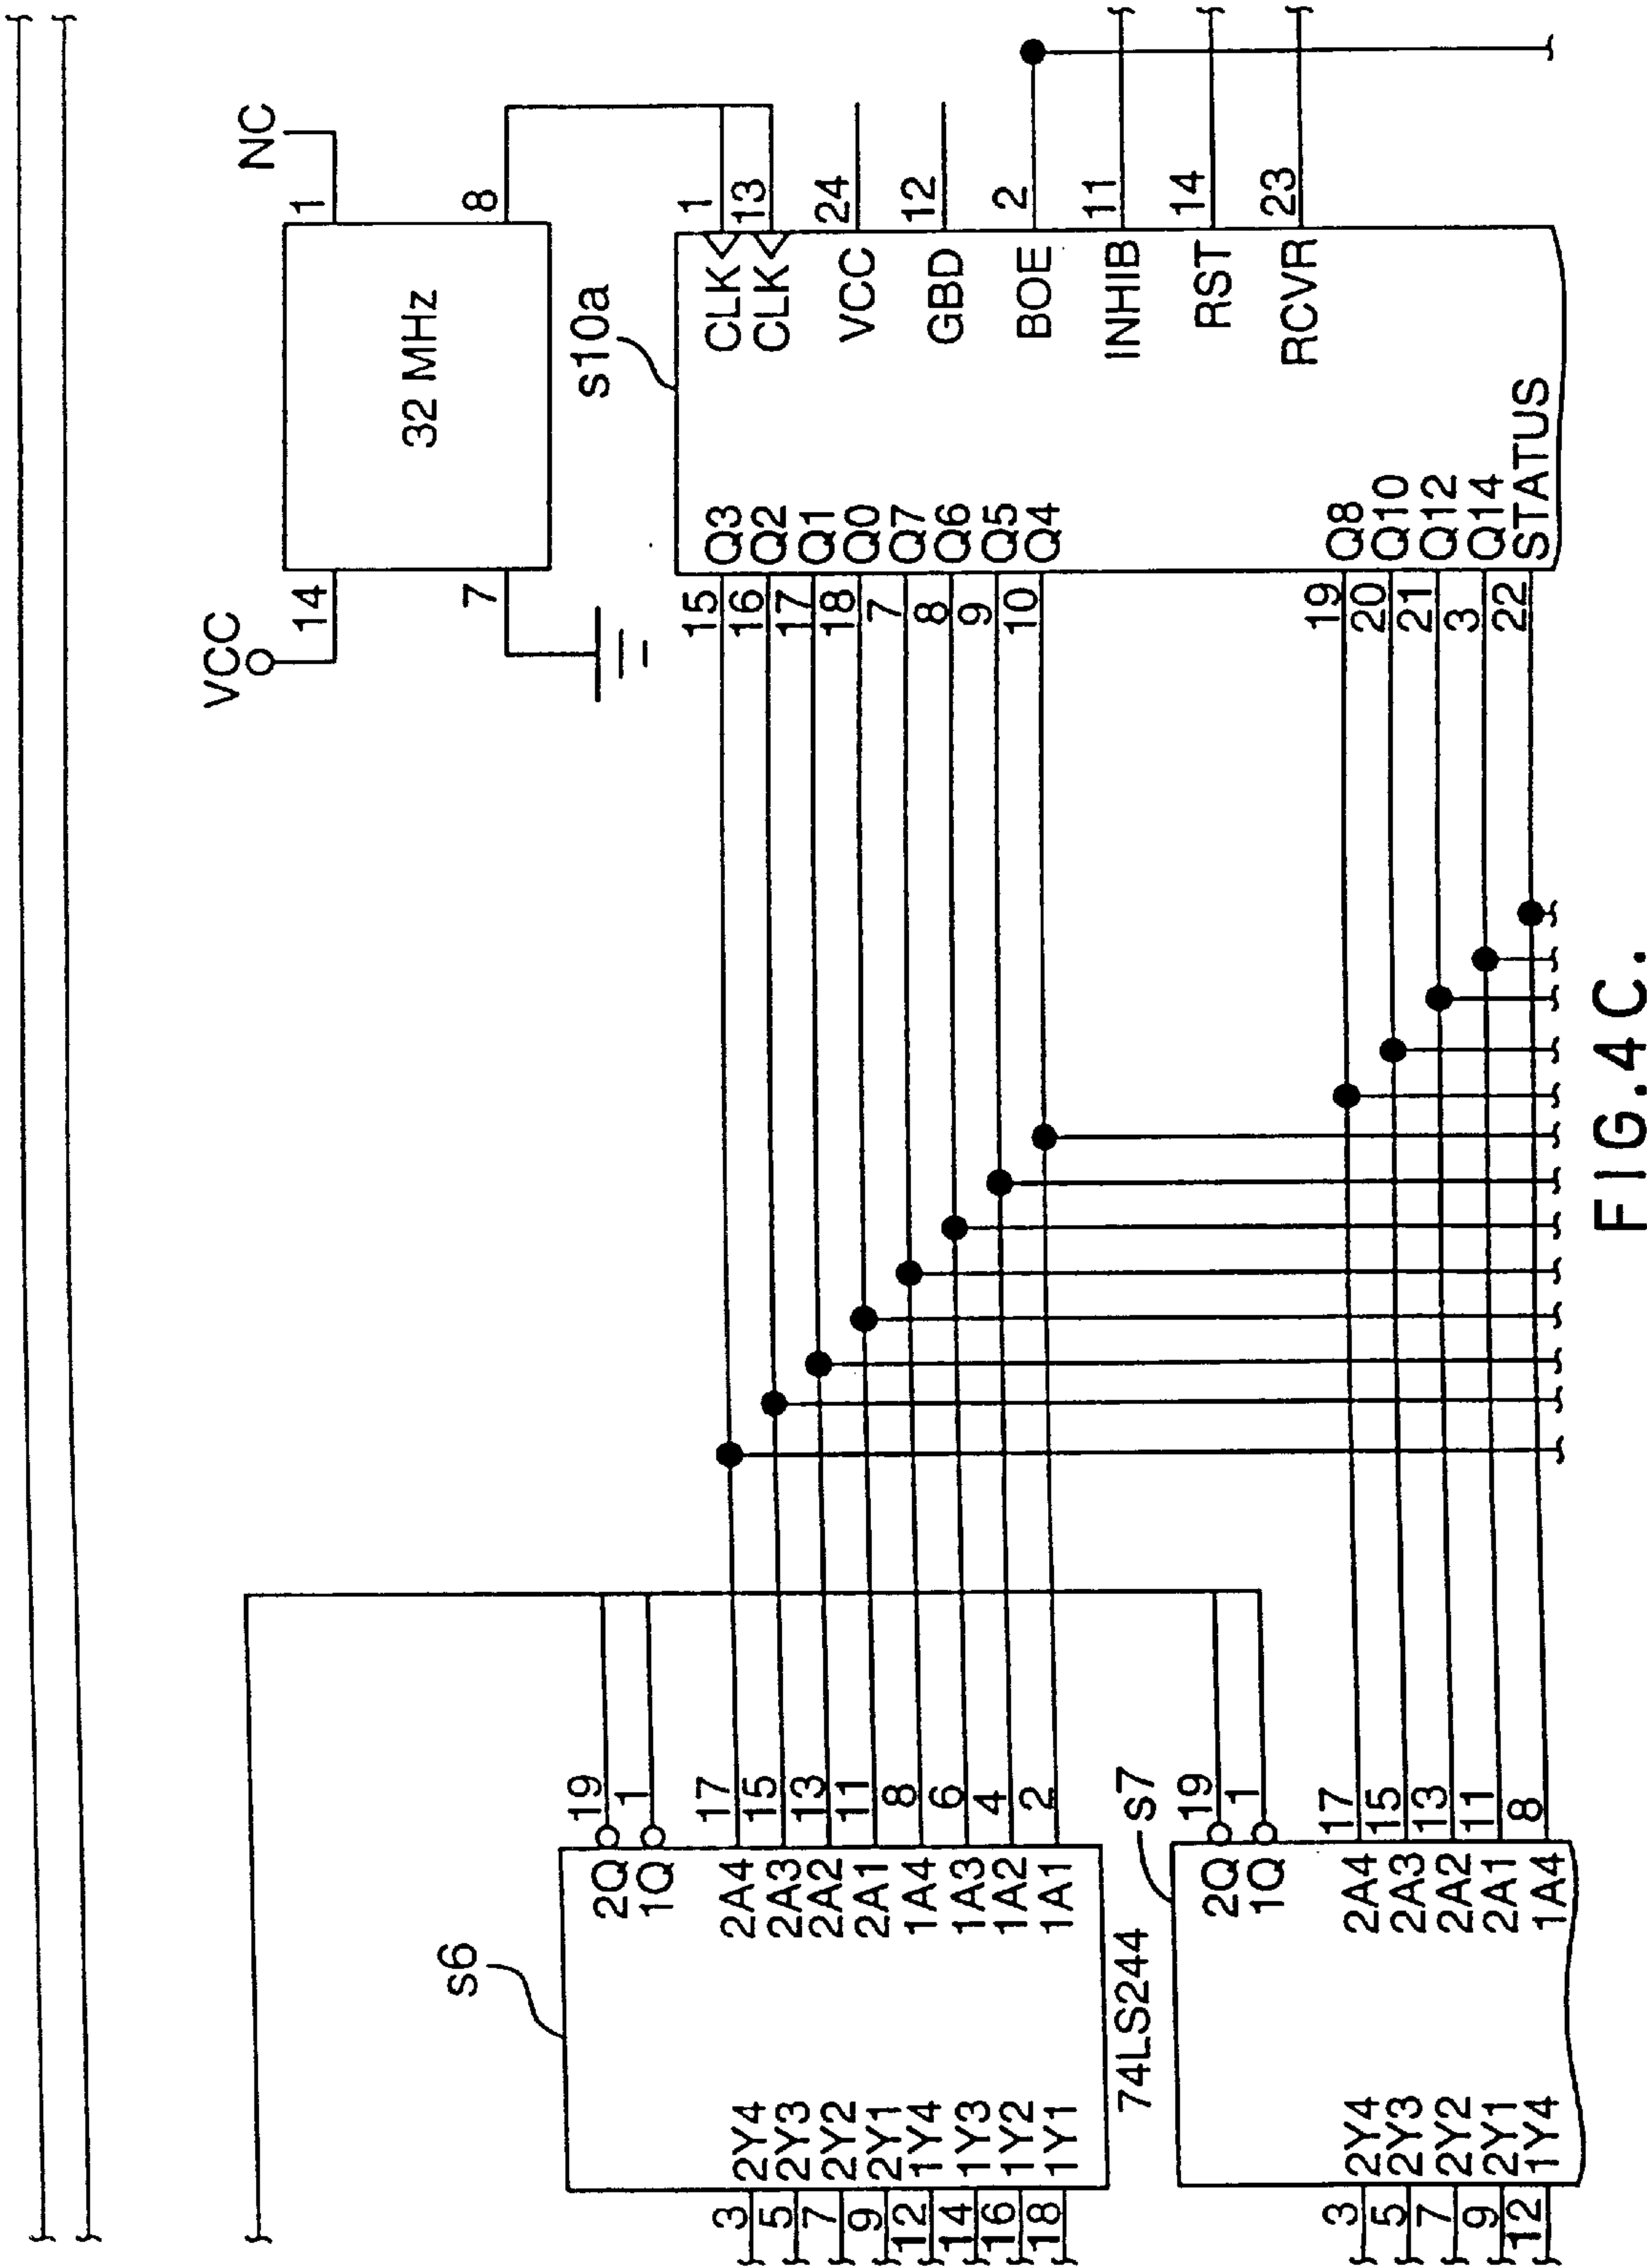 VCC
14
7
32 MHz
1
NC
8
s10a
15 Q3
16 Q2
17 Q1
18 Q0
7 Q7
8 Q6
9 Q5
10 Q4
19 Q8
20 Q10
21 Q12
3 Q14
22 STATUS
CLK 1
CLK 13
VCC 24
GBD 12
BOE 2
INHIB 11
RST 14
RCVR 23
s6
2Q 19
1Q 1
3 2Y4 2A4 17
5 2Y3 2A3 15
7 2Y2 2A2 13
9 2Y1 2A1 11
12 1Y4 1A4 8
14 1Y3 1A3 6
16 1Y2 1A2 4
18 1Y1 1A1 2
74LS244
s7
2Q 19
1Q 1
3 2Y4 2A4 17
5 2Y3 2A3 15
7 2Y2 2A2 13
9 2Y1 2A1 11
12 1Y4 1A4 8
FIG.4C.